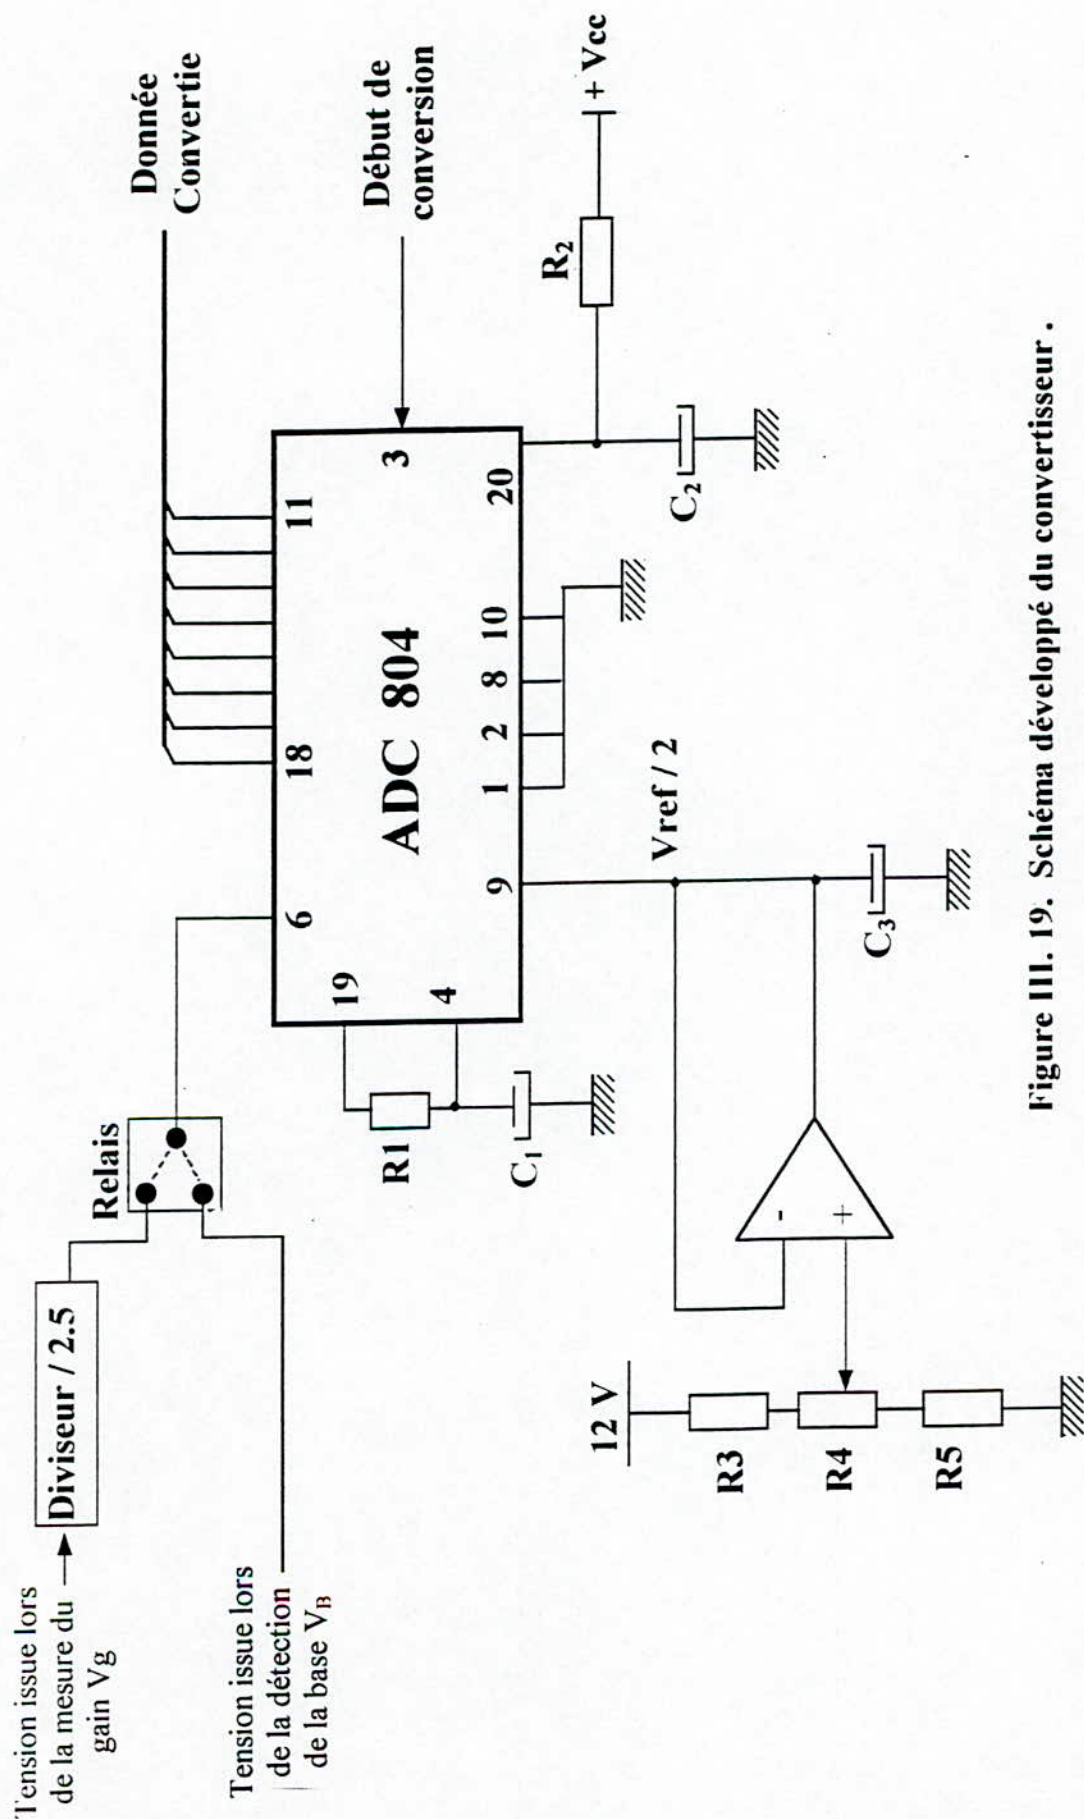 Tension issue lors
de la mesure du
gain Vg
Diviseur / 2.5
Relais
Tension issue lors
de la détection
de la base V_B
Donnée
Convertie
Début de
conversion
6
18
11
19
4
3
ADC 804
9
1
2
8
10
20
R1
C₁
R₂
+ Vcc
C₂
Vref / 2
C₃
12 V
R3
R4
R5
-
+
Figure III. 19. Schéma développé du convertisseur .